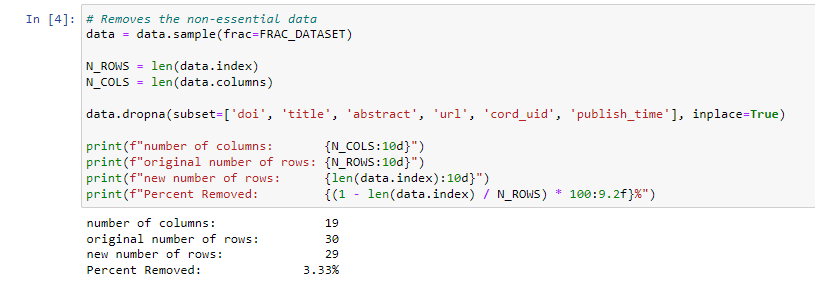 In [4]: # Removes the non-essential data
data = data.sample(frac=FRAC_DATASET)
N_ROWS = len(data.index)
N_COLS = len(data.columns)
data.dropna(subset=['doi', 'title', 'abstract', 'url', 'cord_uid', 'publish_time'], inplace=True)
print(f"number of columns:       {N_COLS:10d}")
print(f"original number of rows: {N_ROWS:10d}")
print(f"new number of rows:      {len(data.index):10d}")
print(f"Percent Removed:         {(1 - len(data.index) / N_ROWS) * 100:9.2f}%")
number of columns:               19
original number of rows:         30
new number of rows:              29
Percent Removed:              3.33%